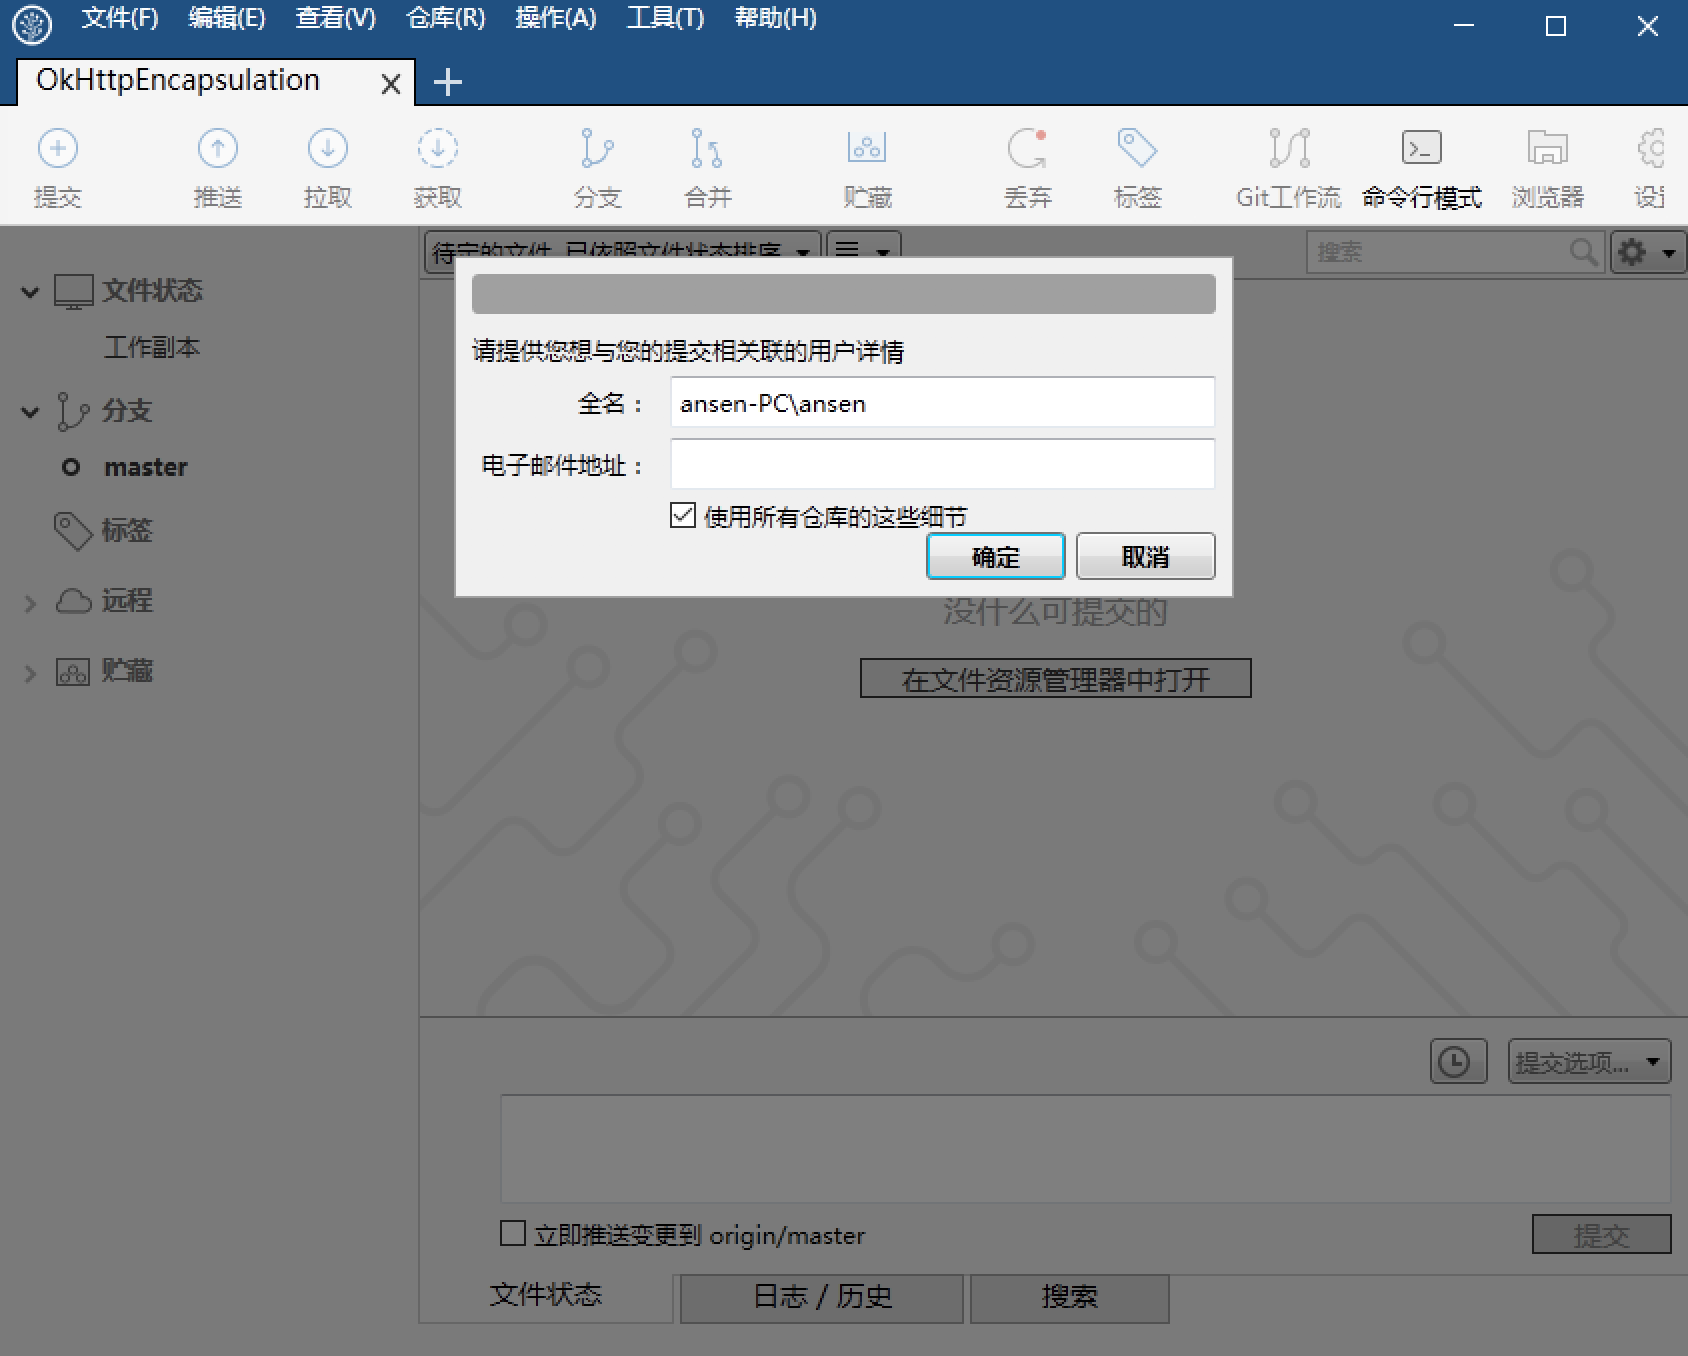 文件(F) 编辑(E) 查看(V) 仓库(R) 操作(A) 工具(T) 帮助(H)
OkHttpEncapsulation
提交 推送 拉取 获取 分支 合并 贮藏 丢弃 标签 Git工作流 命令行模式 浏览器 设置
待定的文件, 已依照文件状态排序
搜索
文件状态
工作副本
分支
master
标签
远程
贮藏
请提供您想与您的提交相关联的用户详情
全名：
ansen-PC\ansen
电子邮件地址：
使用所有仓库的这些细节
确定 取消
没什么可提交的
在文件资源管理器中打开
提交选项...
立即推送变更到 origin/master
提交
文件状态 日志 / 历史 搜索